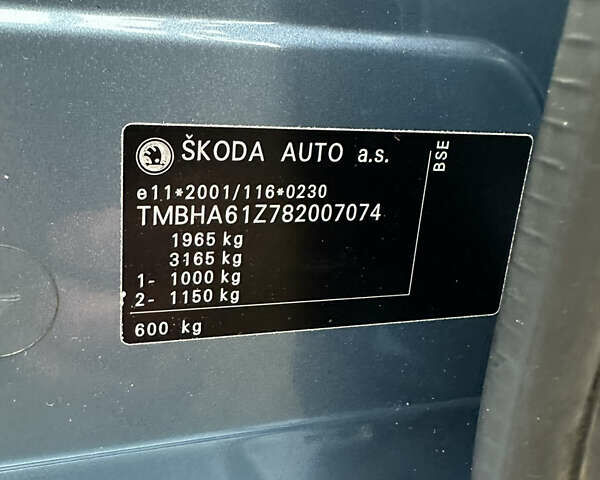 ŠKODA AUTO a.s.
BSE
e11*2001/116*0230
TMBHA61Z782007074
1965 kg
3165 kg
1- 1000 kg
2- 1150 kg
600 kg